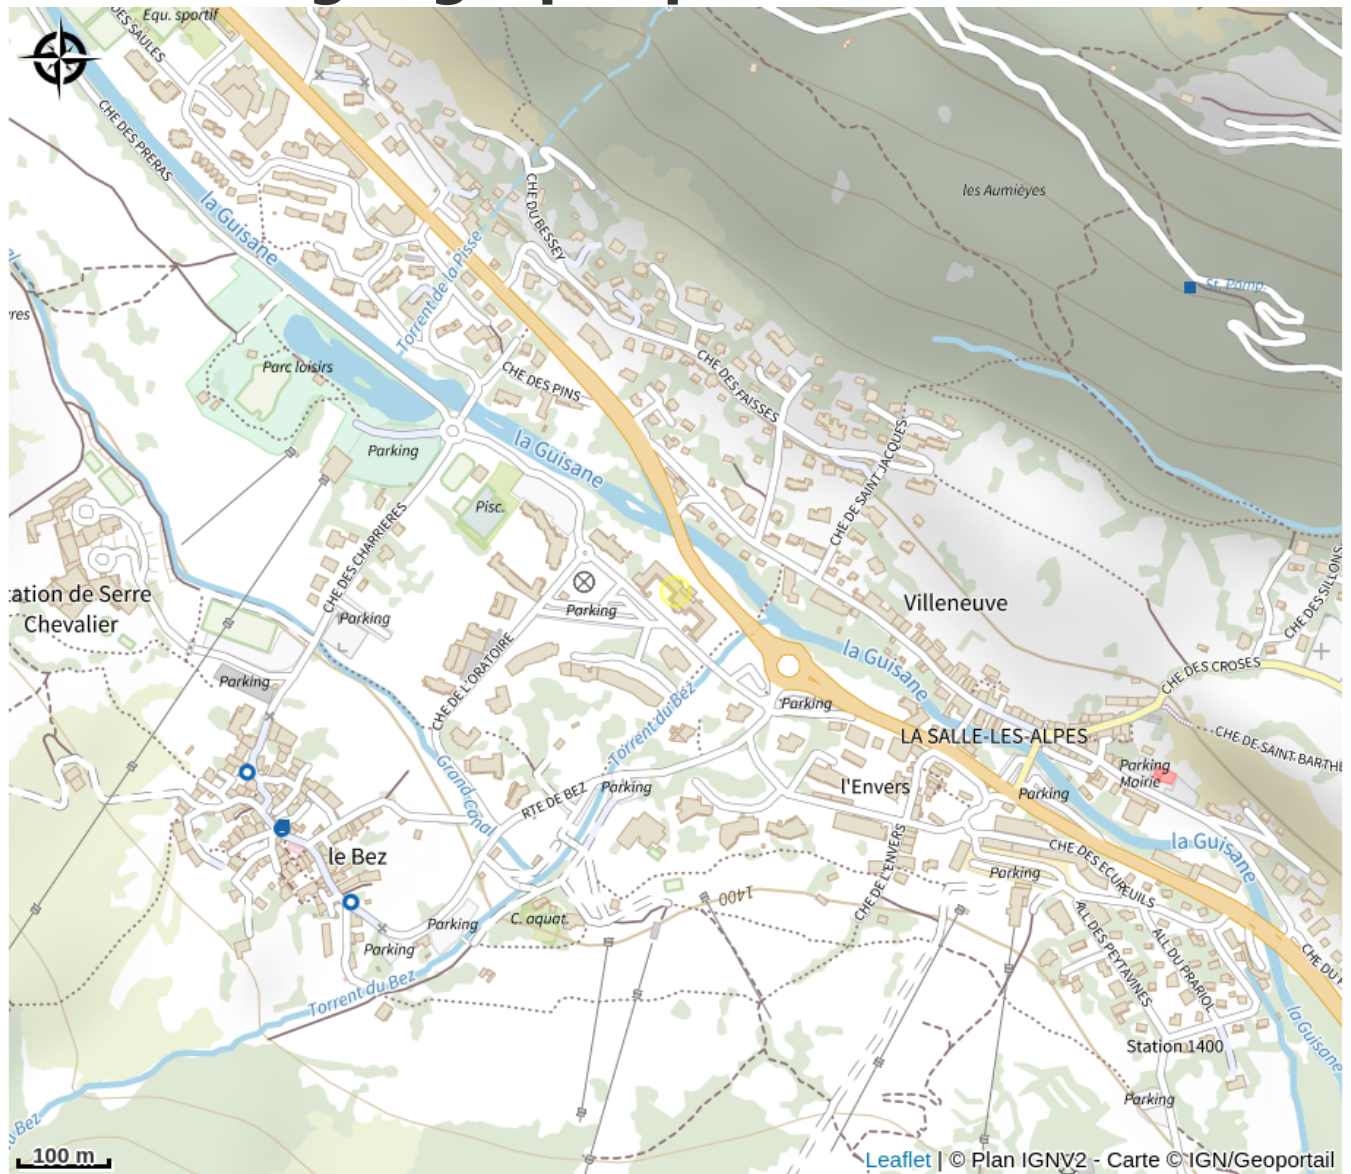 Equ. sportif
DES SAULES
CHE DES PRERAS
la Guisane
CHE DU BESSEY
les Aumièyes
St. Pomp.
Torrent de la Pisse
Parc loisirs
CHE DES PINS
CHE DES FAISSES
Parking
la Guisane
CHE DE SAINT JACQUES
Pisc.
CHE DES CHARRIERES
ation de Serre
Chevalier
Parking
Parking
Villeneuve
CHE DES SILLONS
CHE DE L'ORATOIRE
la Guisane
CHE DES CROSES
Parking
Torrent du Bez
Parking
LA SALLE-LES-ALPES
CHE DE SAINT BARTHE
Parking
Mairie
Grand Canal
RTE DE BEZ
Parking
l'Envers
Parking
le Bez
la Guisane
CHE DE L'ENVERS
CHE DES ECUREUILS
Parking
1400
C. aquat.
Parking
Parking
ALL DES PEYTAVINES
ALL DU PRARIOL
CHE DU
Torrent du Bez
la Guisane
Station 1400
Parking
u Bez
100 m
Leaflet | © Plan IGNV2 - Carte © IGN/Geoportail